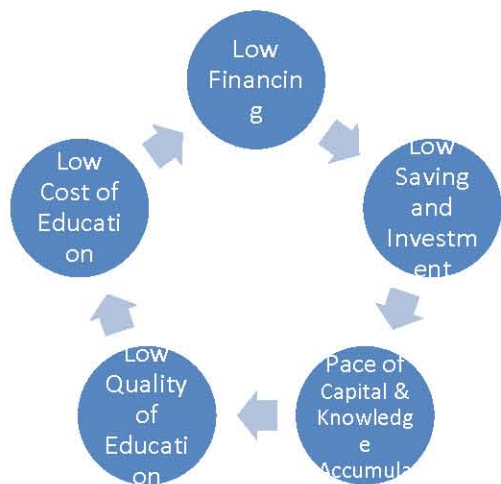 Low
Financin
g
Low
Saving
and
Investm
ent
Pace of
Capital &
Knowledg
e
Accumula
Low
Quality
of
Educati
on
Low
Cost of
Educati
on